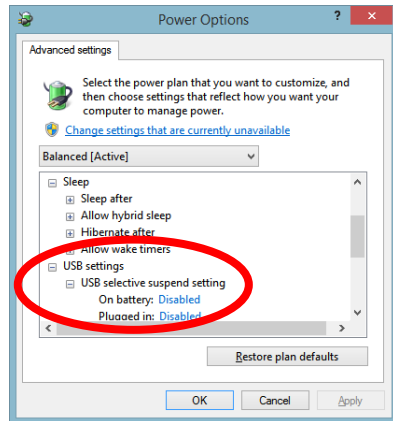 Power Options
?
×
Advanced settings
Select the power plan that you want to customize, and
then choose settings that reflect how you want your
computer to manage power.
Change settings that are currently unavailable
Balanced [Active]
Sleep
Sleep after
Allow hybrid sleep
Hibernate after
Allow wake timers
USB settings
USB selective suspend setting
On battery: Disabled
Plugged in: Disabled
Restore plan defaults
OK
Cancel
Apply